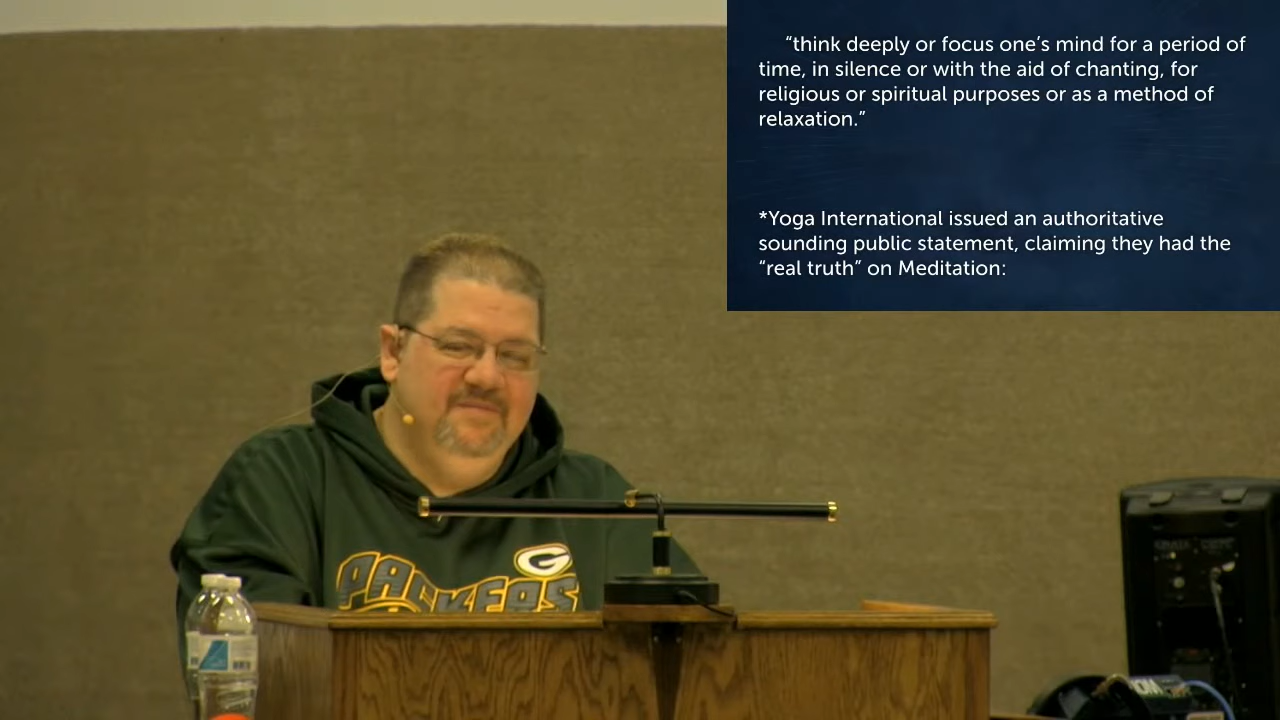 “think deeply or focus one’s mind for a period of
time, in silence or with the aid of chanting, for
religious or spiritual purposes or as a method of
relaxation.”
*Yoga International issued an authoritative
sounding public statement, claiming they had the
“real truth” on Meditation:
G
PACKERS